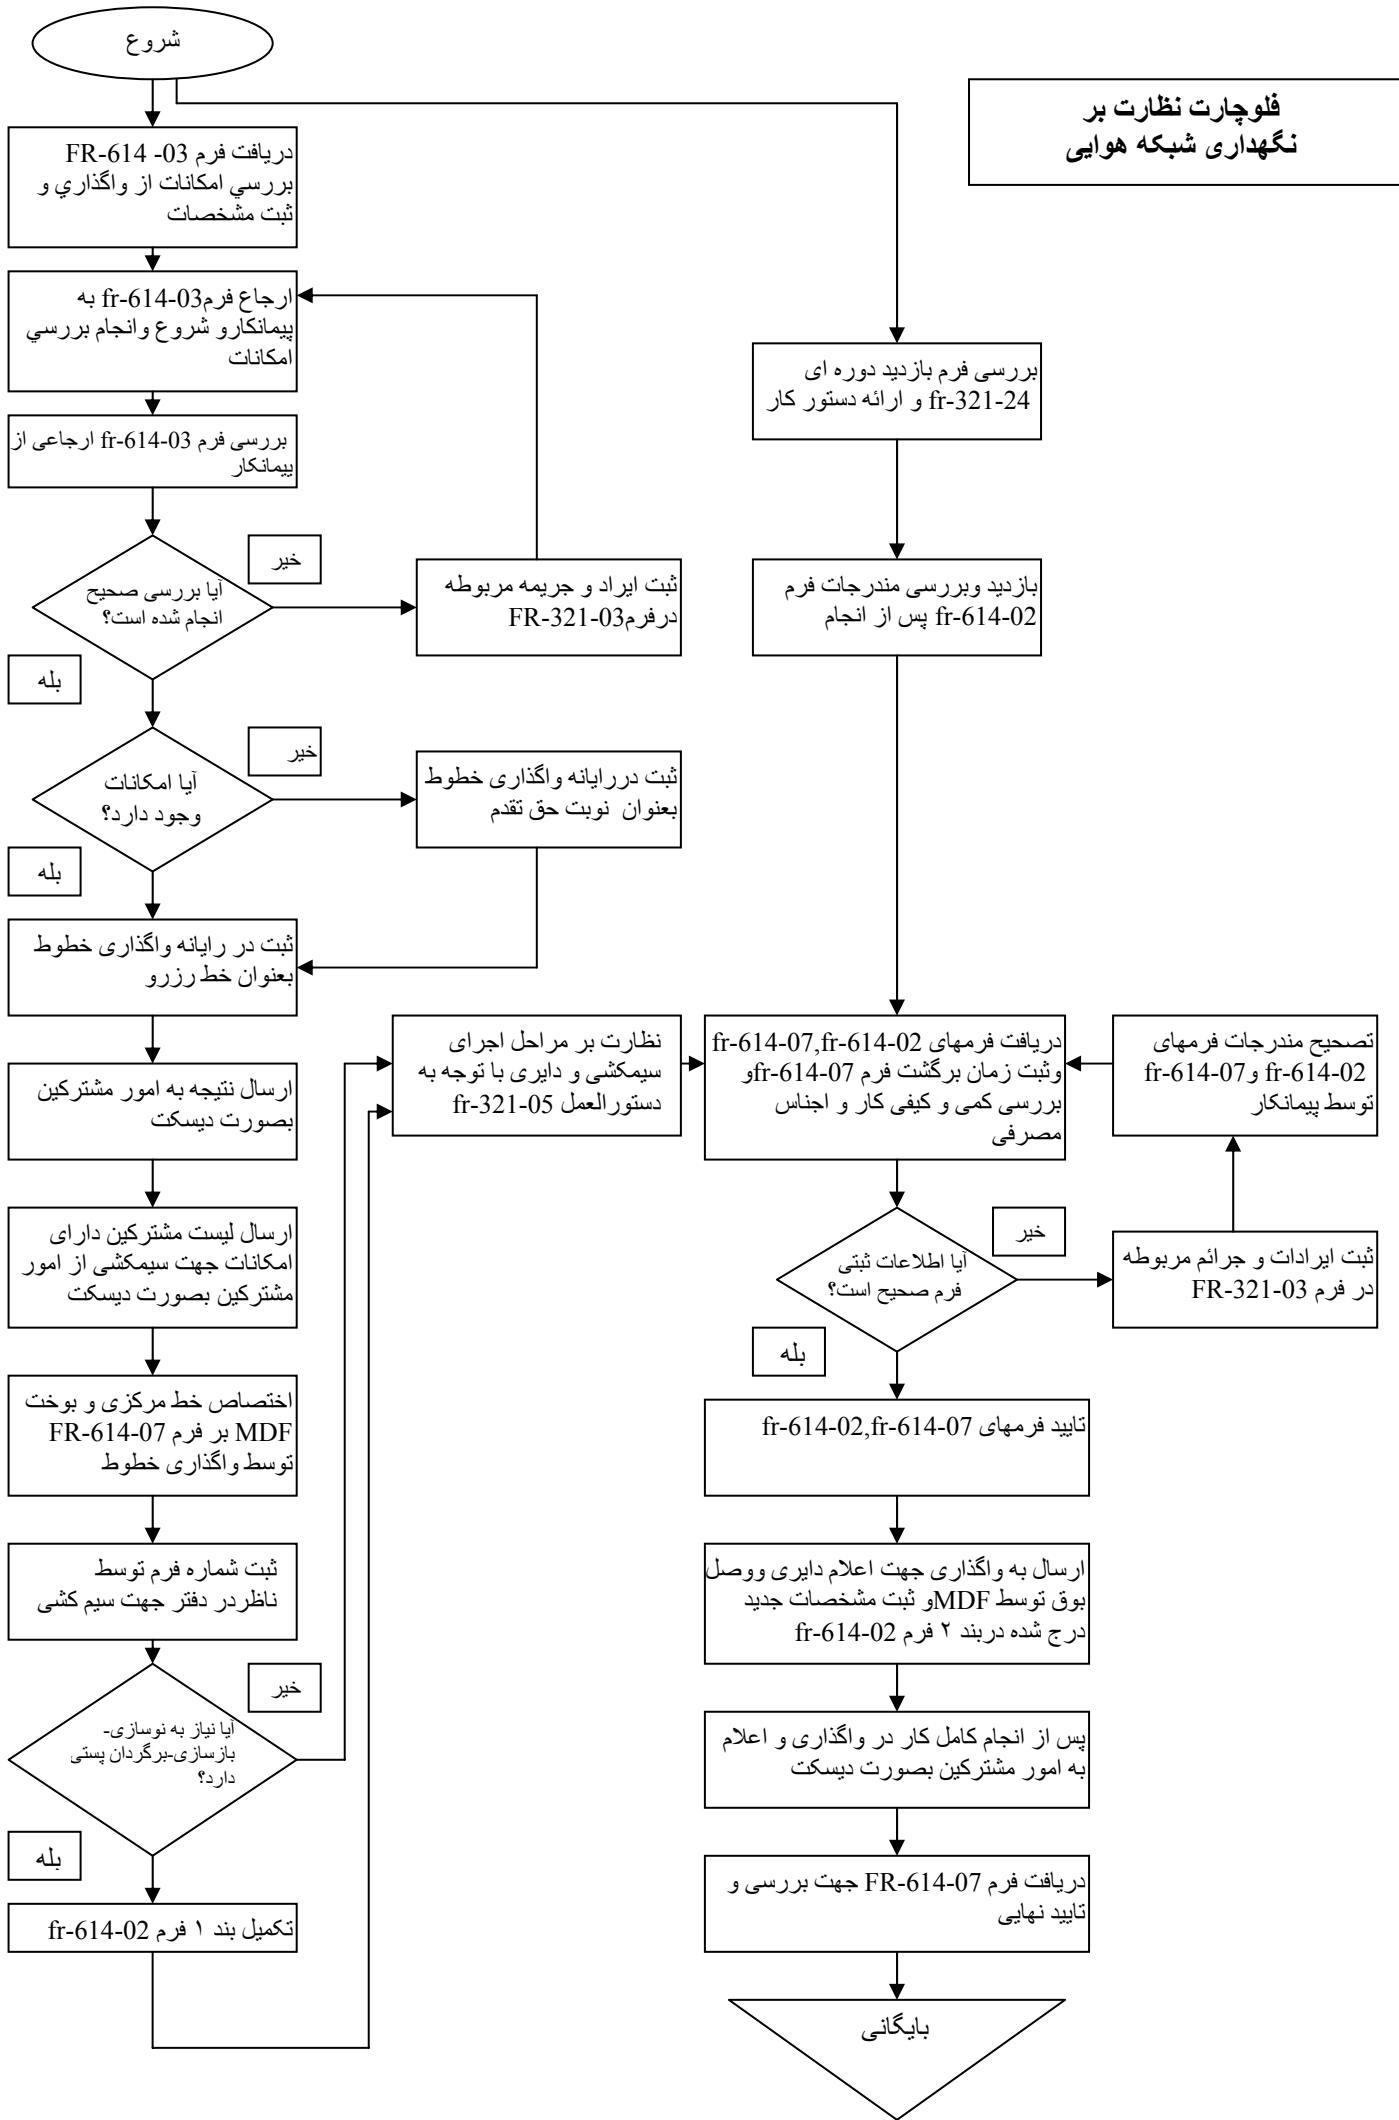 شروع
فلوچارت نظارت بر
نگهداری شبکه هوایی
دریافت فرم FR-614 -03
بررسي امکانات از واگذاري و
ثبت مشخصات
ارجاع فرمfr-614-03 به
پیمانکارو شروع وانجام بررسي
امکانات
بررسی فرم fr-614-03 ارجاعی از
پیمانکار
آیا بررسی صحیح
انجام شده است؟
خیر
ثبت ایراد و جریمه مربوطه
درفرمFR-321-03
بله
آیا امکانات
وجود دارد؟
خیر
ثبت دررایانه واگذاری خطوط
بعنوان نوبت حق تقدم
بله
ثبت در رایانه واگذاری خطوط
بعنوان خط رزرو
ارسال نتیجه به امور مشترکین
بصورت دیسکت
ارسال لیست مشترکین دارای
امکانات جهت سیمکشی از امور
مشترکین بصورت دیسکت
اختصاص خط مرکزی و بوخت
MDF بر فرم FR-614-07
توسط واگذاری خطوط
ثبت شماره فرم توسط
ناظردر دفتر جهت سیم کشی
آیا نیاز به نوسازی-
بازسازی-برگردان پستی
دارد؟
خیر
بله
تکمیل بند ۱ فرم fr-614-02
نظارت بر مراحل اجرای
سیمکشی و دایری با توجه به
دستورالعمل fr-321-05
بررسی فرم بازدید دوره ای
fr-321-24 و ارائه دستور کار
بازدید وبررسی مندرجات فرم
fr-614-02 پس از انجام
دریافت فرمهای fr-614-07,fr-614-02
وثبت زمان برگشت فرم fr-614-07و
بررسی کمی و کیفی کار و اجناس
مصرفی
تصحیح مندرجات فرمهای
fr-614-02 وfr-614-07
توسط پیمانکار
آیا اطلاعات ثبتی
فرم صحیح است؟
خیر
ثبت ایرادات و جرائم مربوطه
در فرم FR-321-03
بله
تایید فرمهای fr-614-02,fr-614-07
ارسال به واگذاری جهت اعلام دایری ووصل
بوق توسط MDFو ثبت مشخصات جدید
درج شده دربند ۲ فرم fr-614-02
پس از انجام کامل کار در واگذاری و اعلام
به امور مشترکین بصورت دیسکت
دریافت فرم FR-614-07 جهت بررسی و
تایید نهایی
بایگانی